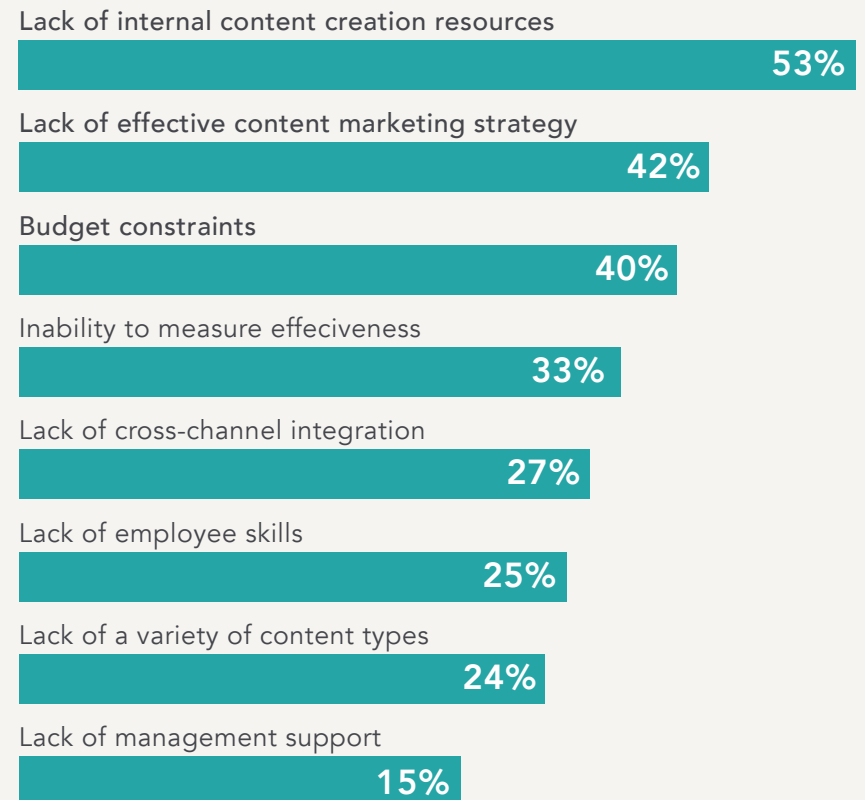 Lack of internal content creation resources
53%
Lack of effective content marketing strategy
42%
Budget constraints
40%
Inability to measure effeciveness
33%
Lack of cross-channel integration
27%
Lack of employee skills
25%
Lack of a variety of content types
24%
Lack of management support
15%